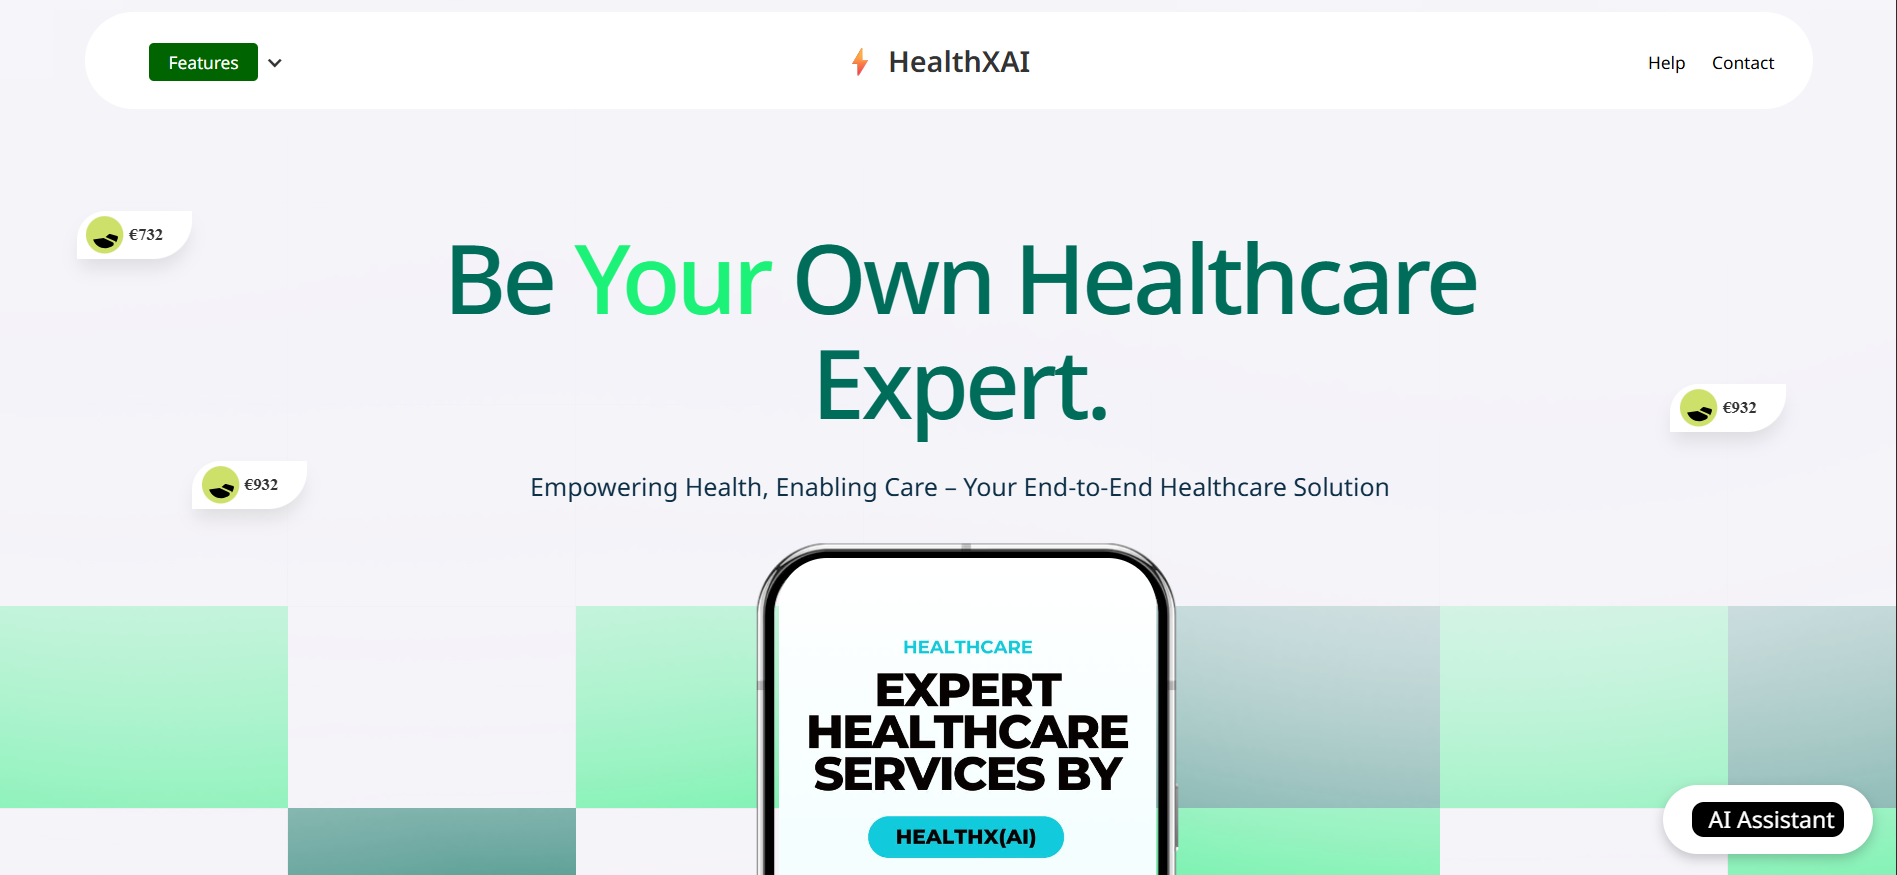 Features
HealthXAI
Help
Contact
€732
Be Your Own Healthcare
Expert.
€932
€932
Empowering Health, Enabling Care – Your End-to-End Healthcare Solution
HEALTHCARE
EXPERT
HEALTHCARE
SERVICES BY
HEALTHX(AI)
AI Assistant